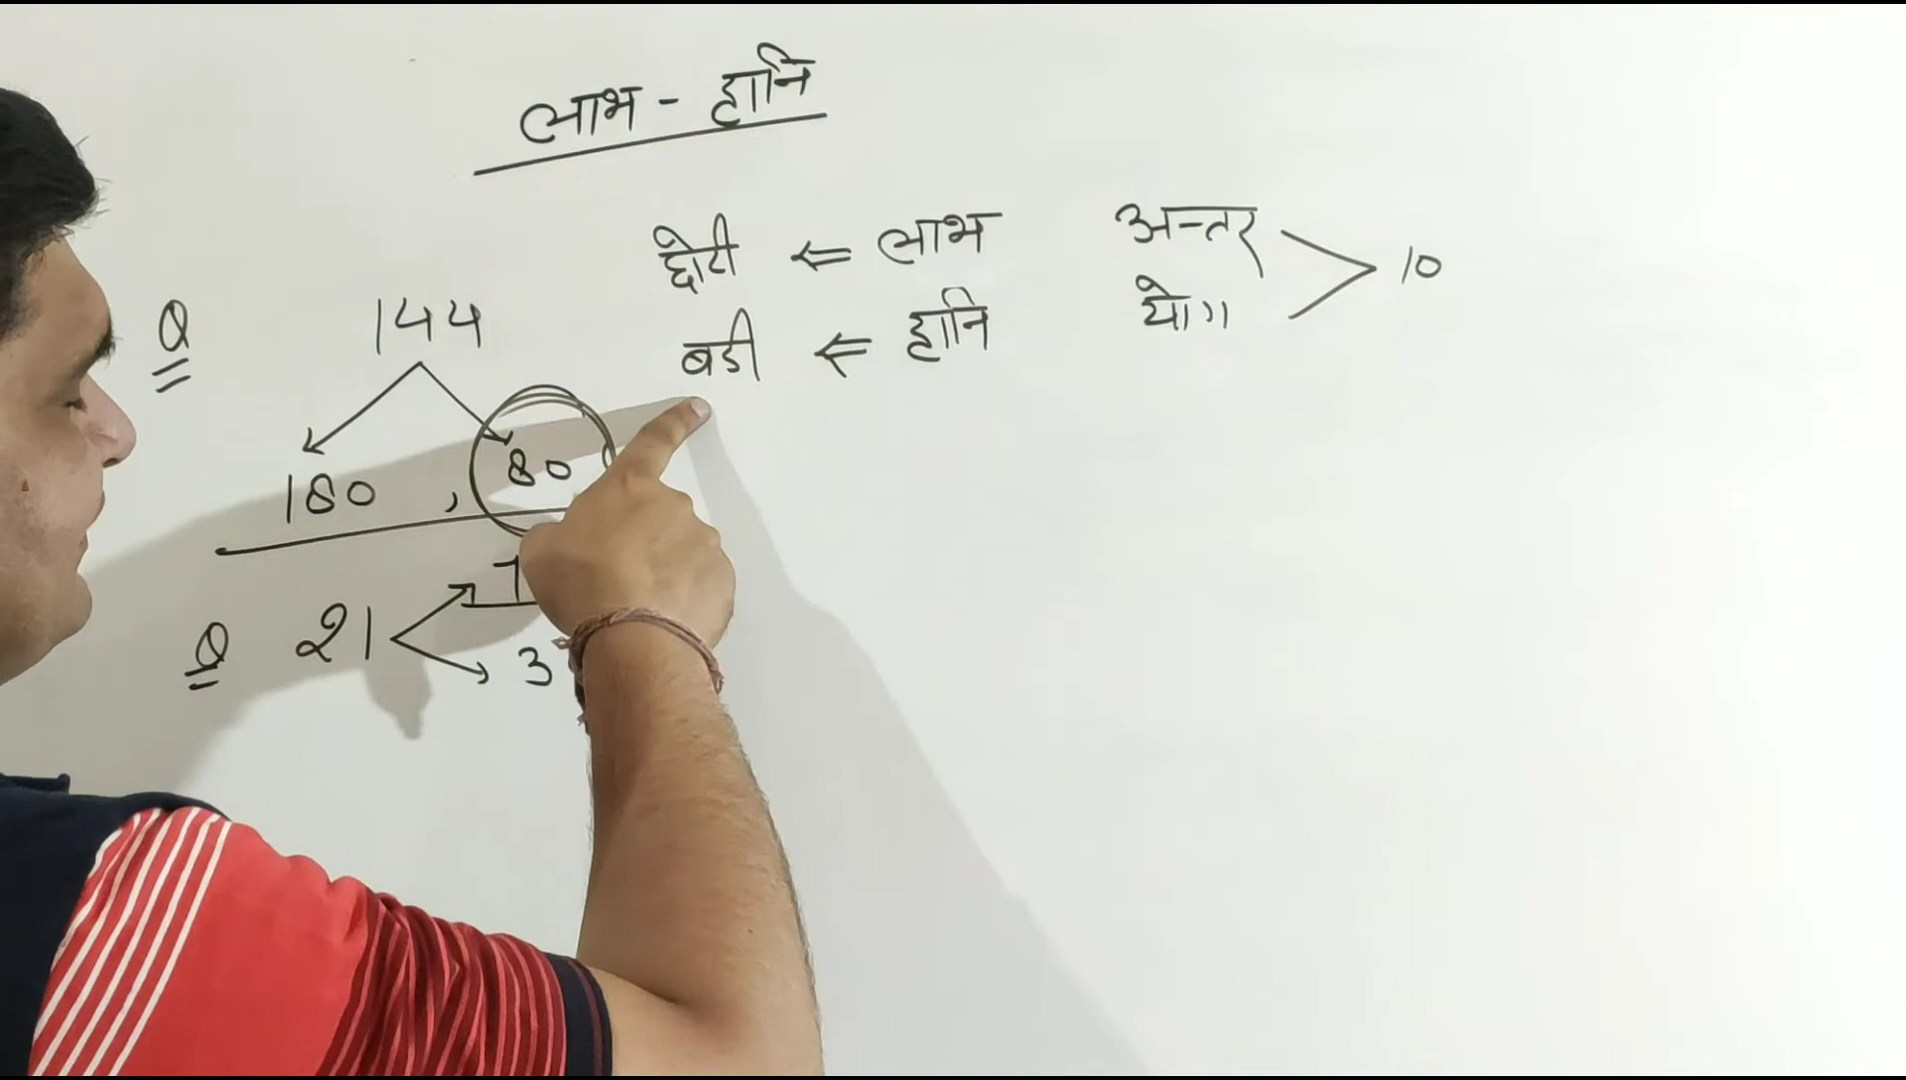 लाभ - हानि
छोटी ⇐ लाभ अन्तर
बडी ⇐ हानि योग
10
Q 144
180 , 80
Q 21
3